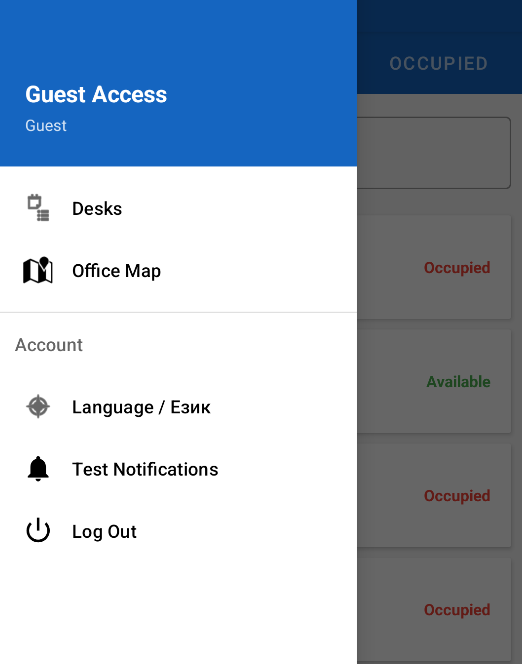 OCCUPIED
Guest Access
Guest
Desks
Office Map
Account
Language / Език
Test Notifications
Log Out
Occupied
Available
Occupied
Occupied